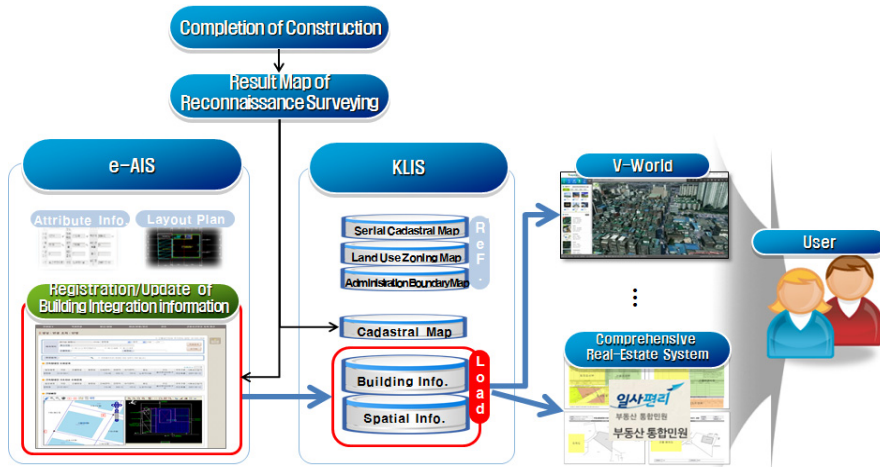 Completion of Construction
Result Map of
Reconnaissance Surveying
e-AIS
Attribute Info.
Layout Plan
Registration/Update of
Building Integration information
KLIS
Serial Cadastral Map
Land Use Zoning Map
Administration Boundary Map
ReF.
Cadastral Map
Building Info.
Spatial Info.
Load
V-World
⋮
Comprehensive
Real-Estate System
일사편리
부동산 통합민원
부동산 통합민원
User